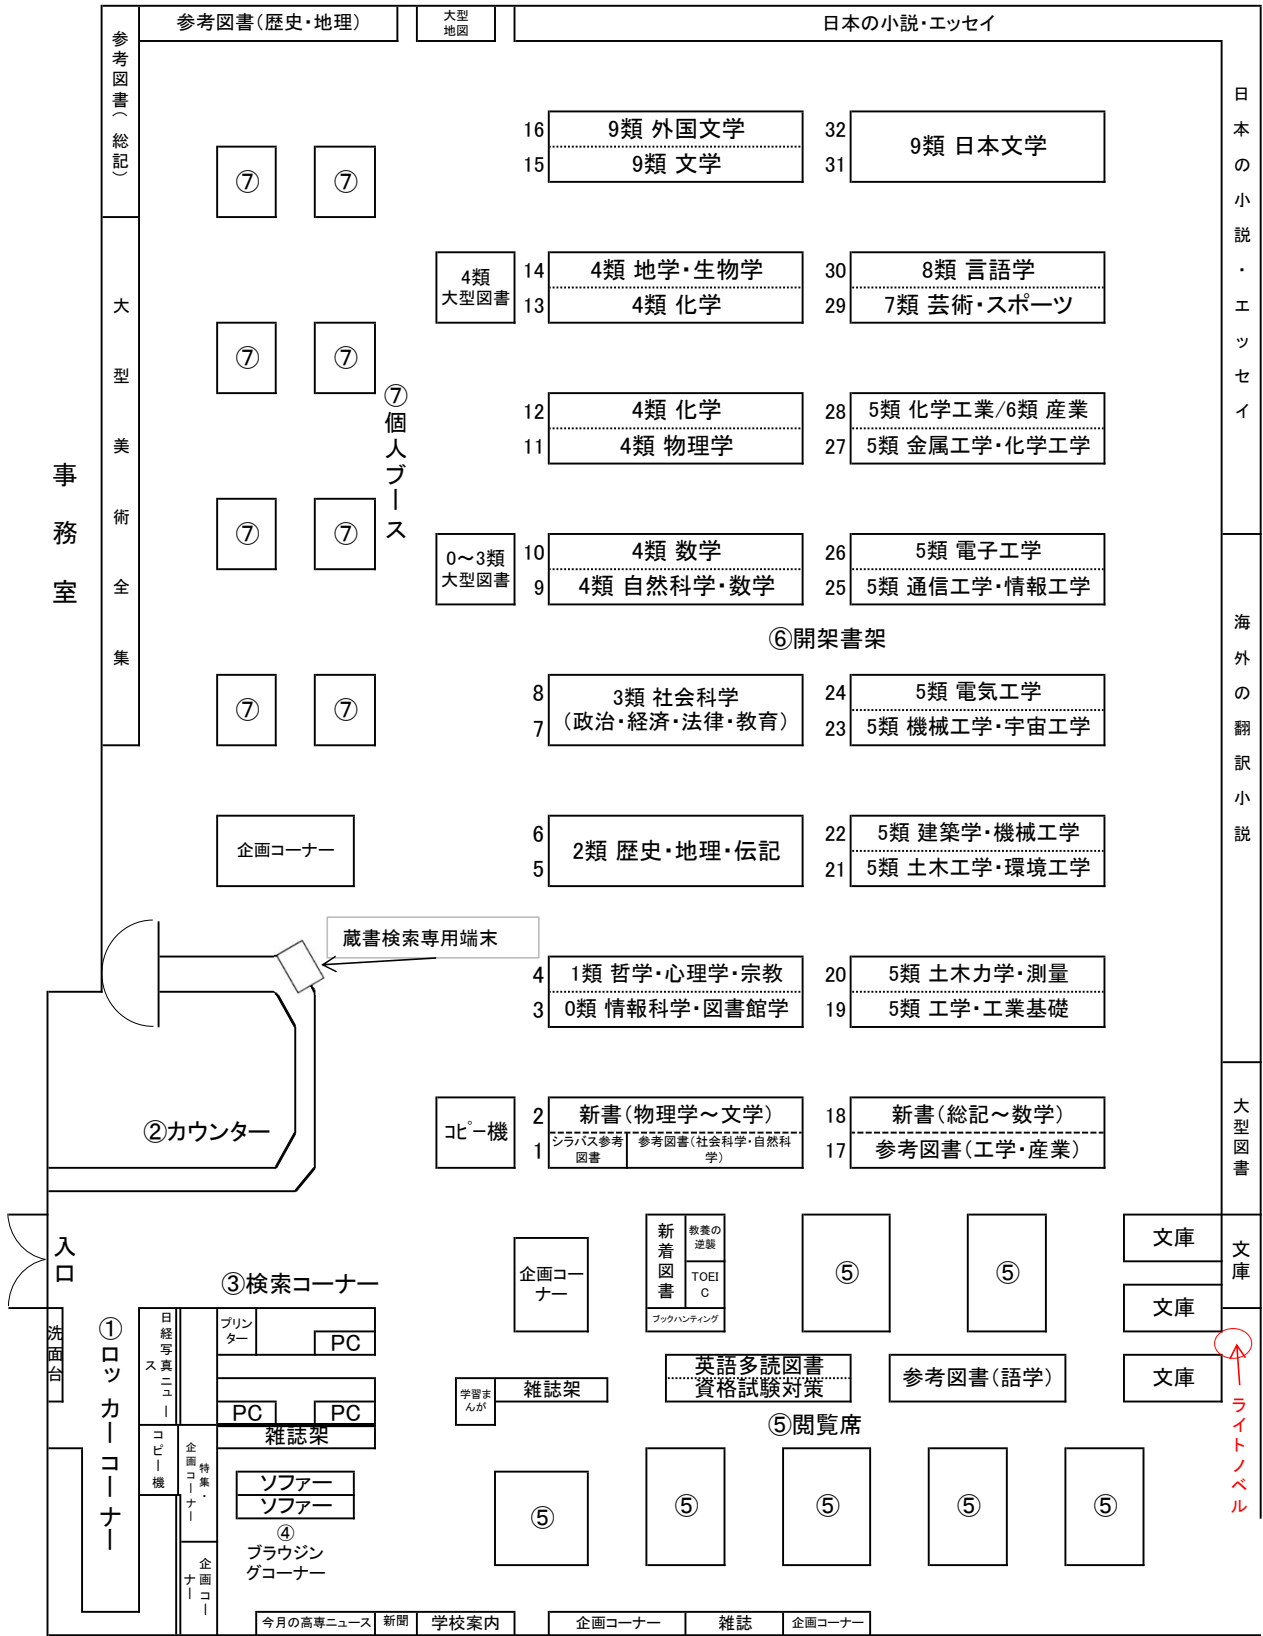 参考図書(歴史・地理)
大型
地図
日本の小説・エッセイ
参考図書(総記)
日本の小説・エッセイ
16
9類 外国文学
15
9類 文学
32
9類 日本文学
31
⑦
⑦
大型美術全集
4類
大型図書
14
4類 地学・生物学
13
4類 化学
30
8類 言語学
29
7類 芸術・スポーツ
⑦
⑦
⑦個人ブース
12
4類 化学
11
4類 物理学
28
5類 化学工業/6類 産業
27
5類 金属工学・化学工学
事務室
⑦
⑦
0～3類
大型図書
10
4類 数学
9
4類 自然科学・数学
26
5類 電子工学
25
5類 通信工学・情報工学
海外の翻訳小説
⑥開架書架
⑦
⑦
8
3類 社会科学
7
(政治・経済・法律・教育)
24
5類 電気工学
23
5類 機械工学・宇宙工学
企画コーナー
6
2類 歴史・地理・伝記
5
22
5類 建築学・機械工学
21
5類 土木工学・環境工学
蔵書検索専用端末
4
1類 哲学・心理学・宗教
3
0類 情報科学・図書館学
20
5類 土木力学・測量
19
5類 工学・工業基礎
②カウンター
コピー機
2
新書(物理学～文学)
1
シラバス参考
図書
参考図書(社会科学・自然科
学)
18
新書(総記～数学)
17
参考図書(工学・産業)
大型図書
入口
③検索コーナー
企画コー
ナー
新着図書
教養の
逆襲
TOEI
C
ブックハンティング
⑤
⑤
文庫
文庫
文庫
文庫
洗面台
①ロッカーコーナー
日経写真ニュー
ス
プリン
ター
PC
PC
PC
雑誌架
学習ま
んが
雑誌架
英語多読図書
資格試験対策
参考図書(語学)
ライトノベル
⑤閲覧席
コピー機
特集・
企画コーナー
ソファー
ソファー
④
ブラウジン
グコーナー
⑤
⑤
⑤
⑤
⑤
企画コー
ナー
今月の高専ニュース
新聞
学校案内
企画コーナー
雑誌
企画コーナー